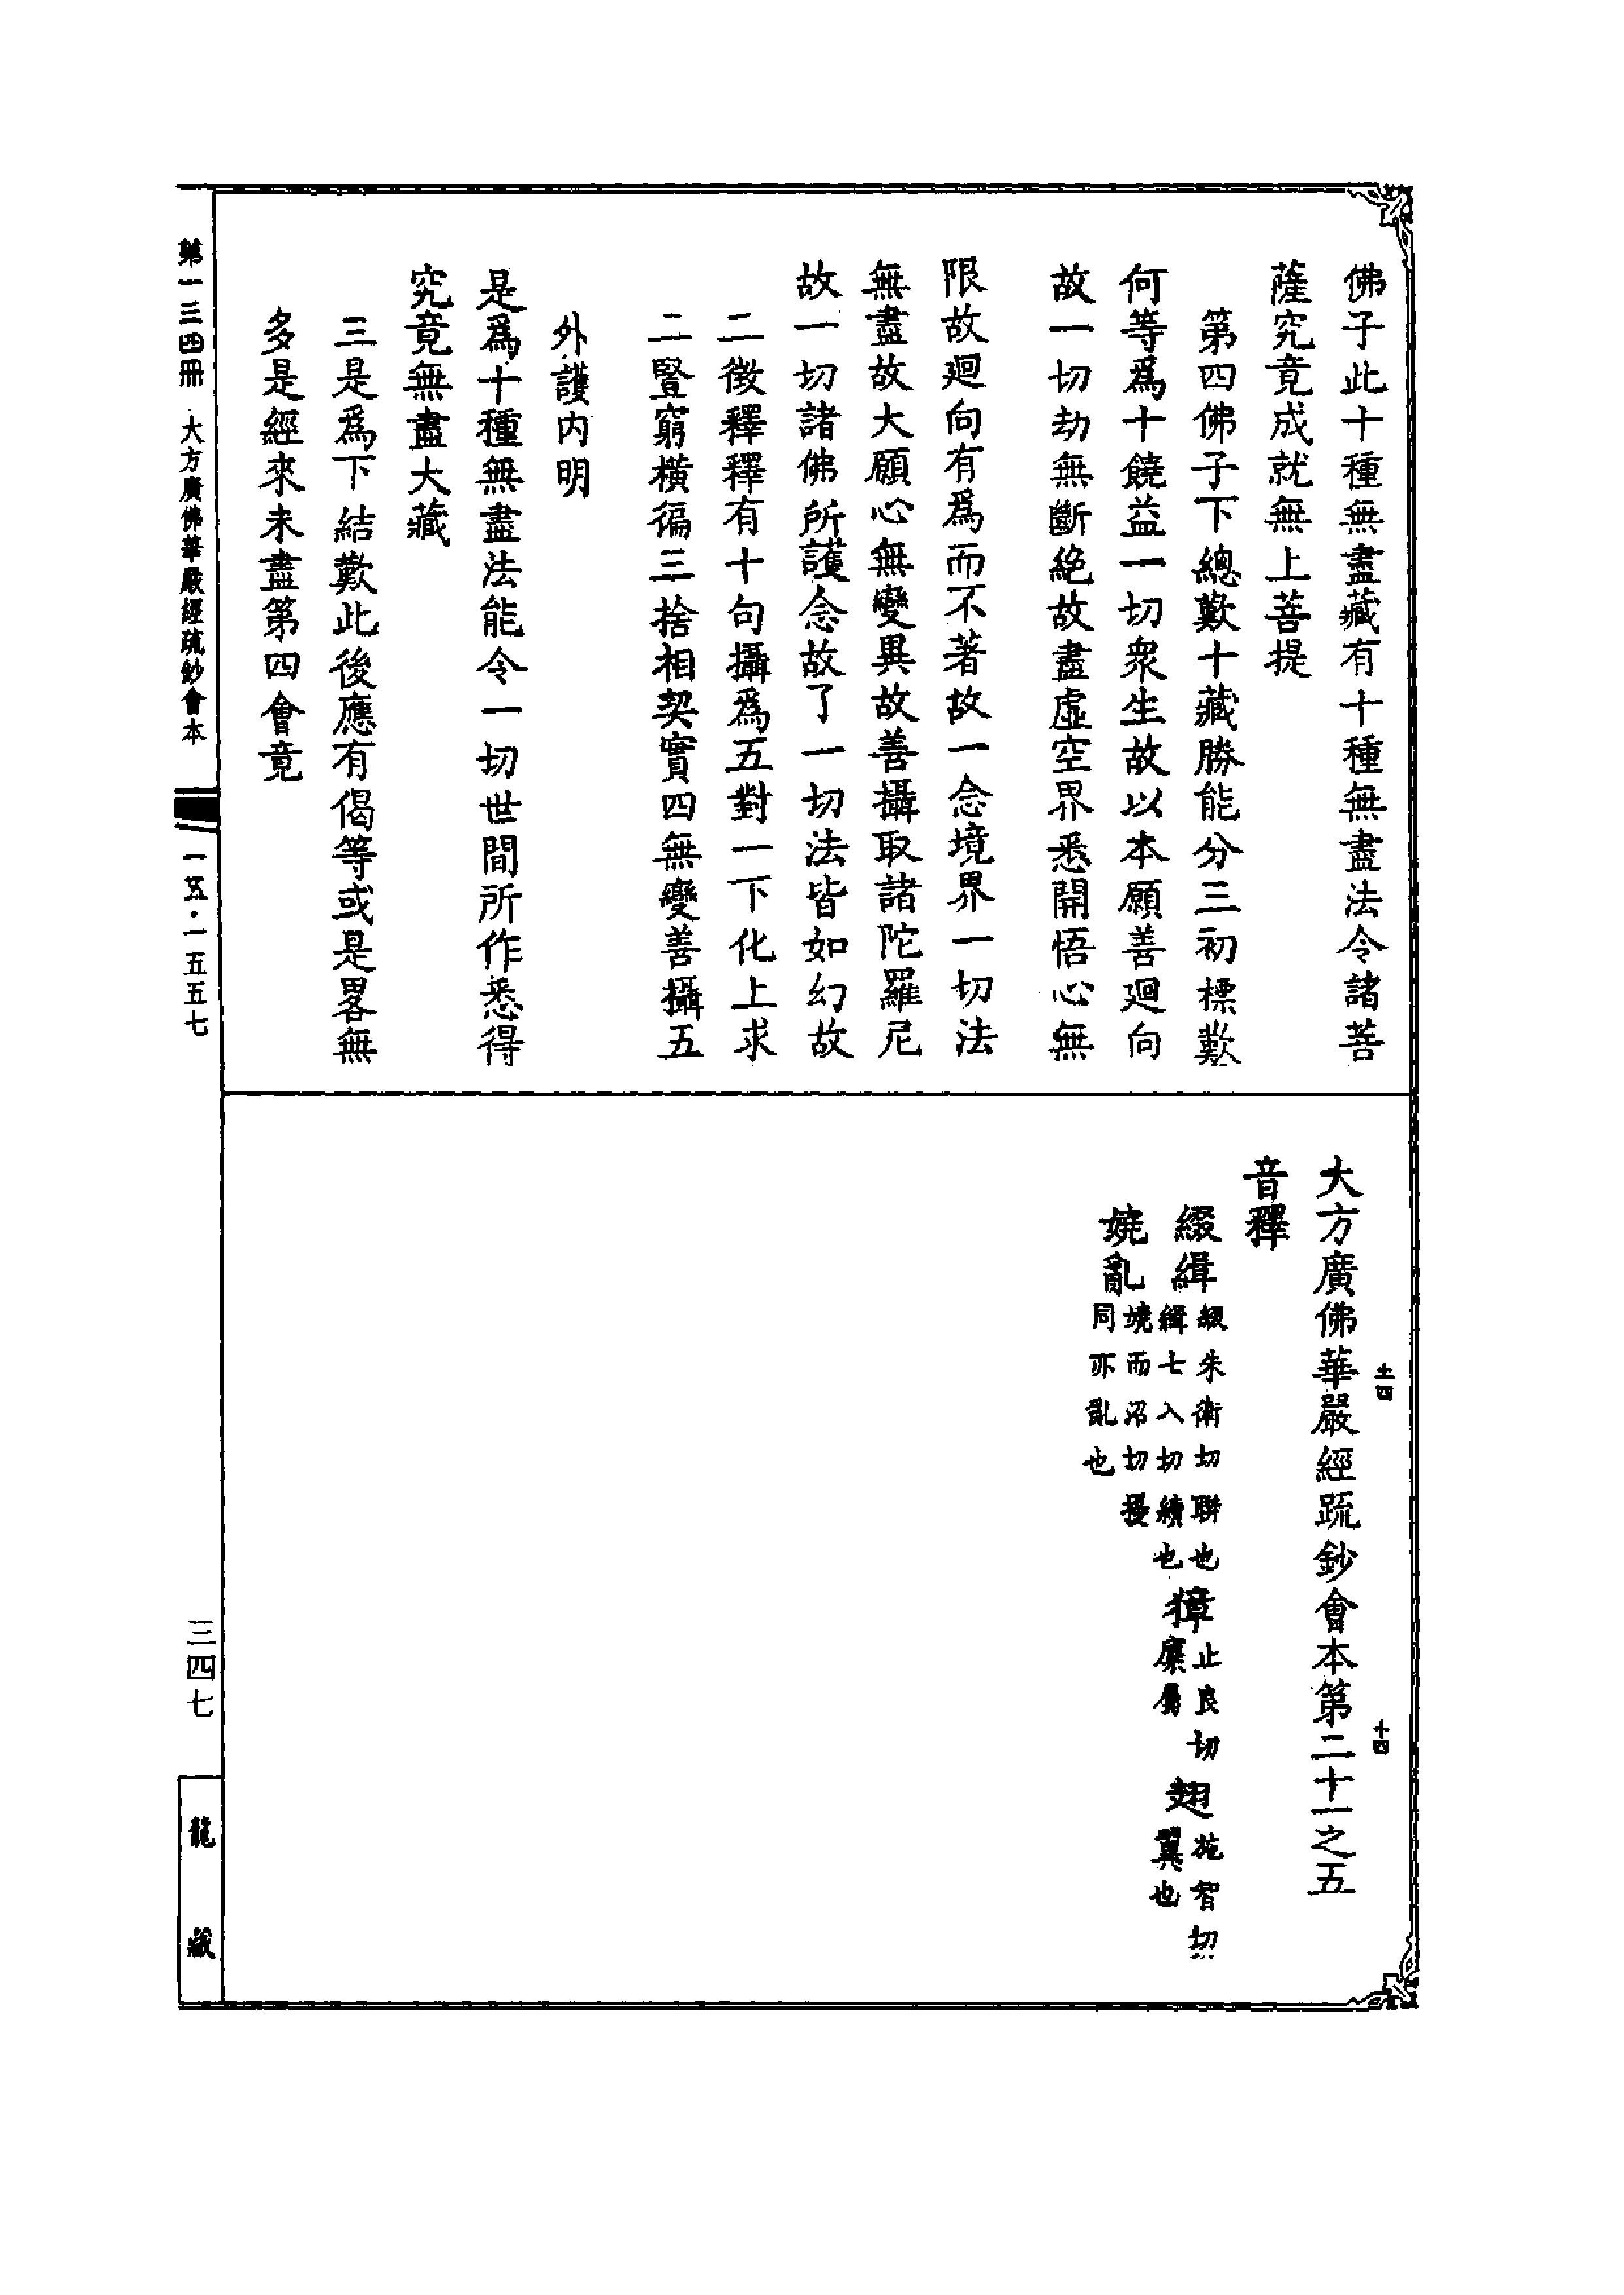 佛子此十種無盡藏有十種無盡法令諸菩
薩究竟成就無上菩提
第四佛子下總歎十藏勝能分三初標歎
何等爲十饒益一切衆生故以本願善廻向
故一切劫無斷絶故盡虛空界悉開悟心無
限故廻向有爲而不著故一念境界一切法
無盡故大願心無變異故善攝取諸陀羅尼
故一切諸佛所護念故了一切法皆如幻故
二徴釋釋有十句攝爲五對一下化上求
二豎窮橫徧三捨相契實四無變善攝五
外護内明
是爲十種無盡法能令一切世間所作悉得
究竟無盡大藏
三是爲下結歎此後應有偈等或是畧無
多是經來未盡第四會竟
大方廣佛華嚴經疏鈔會本第二十一之五
音釋
綴緝
綴朱衛切聯也
緝七入切續也
獐
止良切
麋屬
翅
施智切
翼也
嬈亂
嬈而沼切擾
同亦亂也
土四
十四
第一三四冊 大方廣佛華嚴經疏鈔會本
一五·一五五七
三四七
龍藏